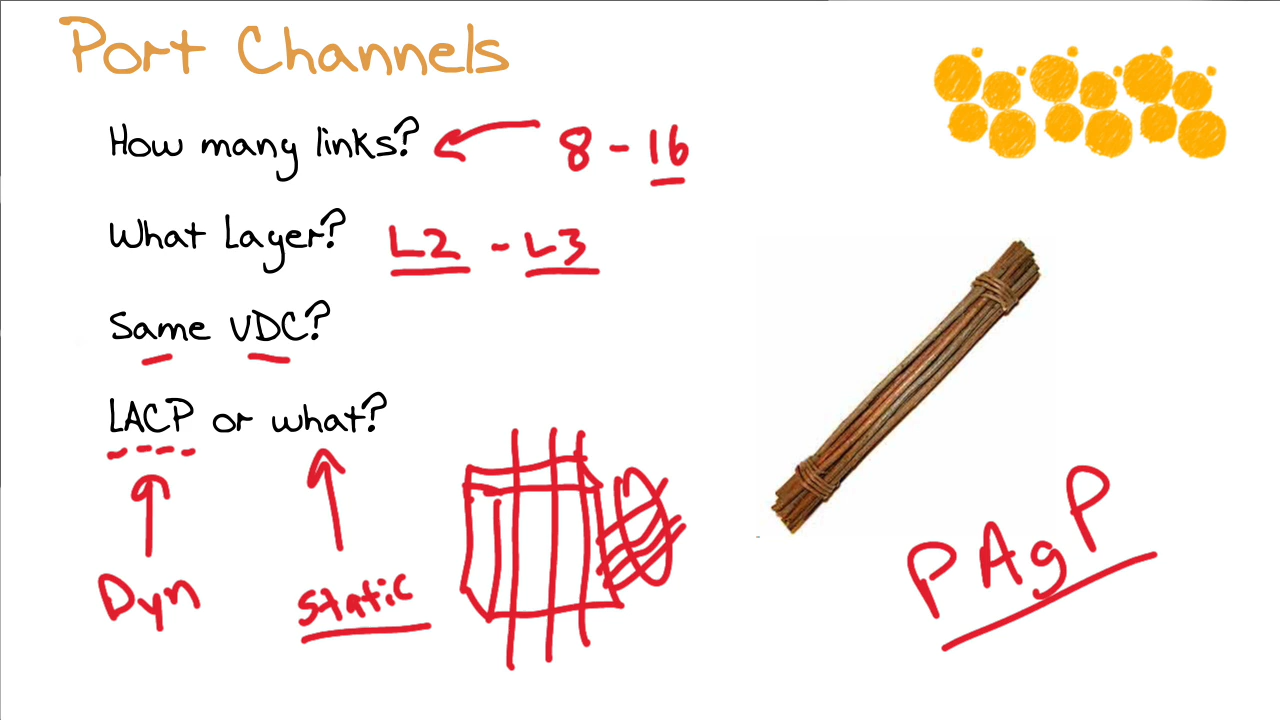 Port Channels
How many links? 8 - 16
What Layer? L2 - L3
Same VDC?
LACP or what?
Dyn static
PAgP